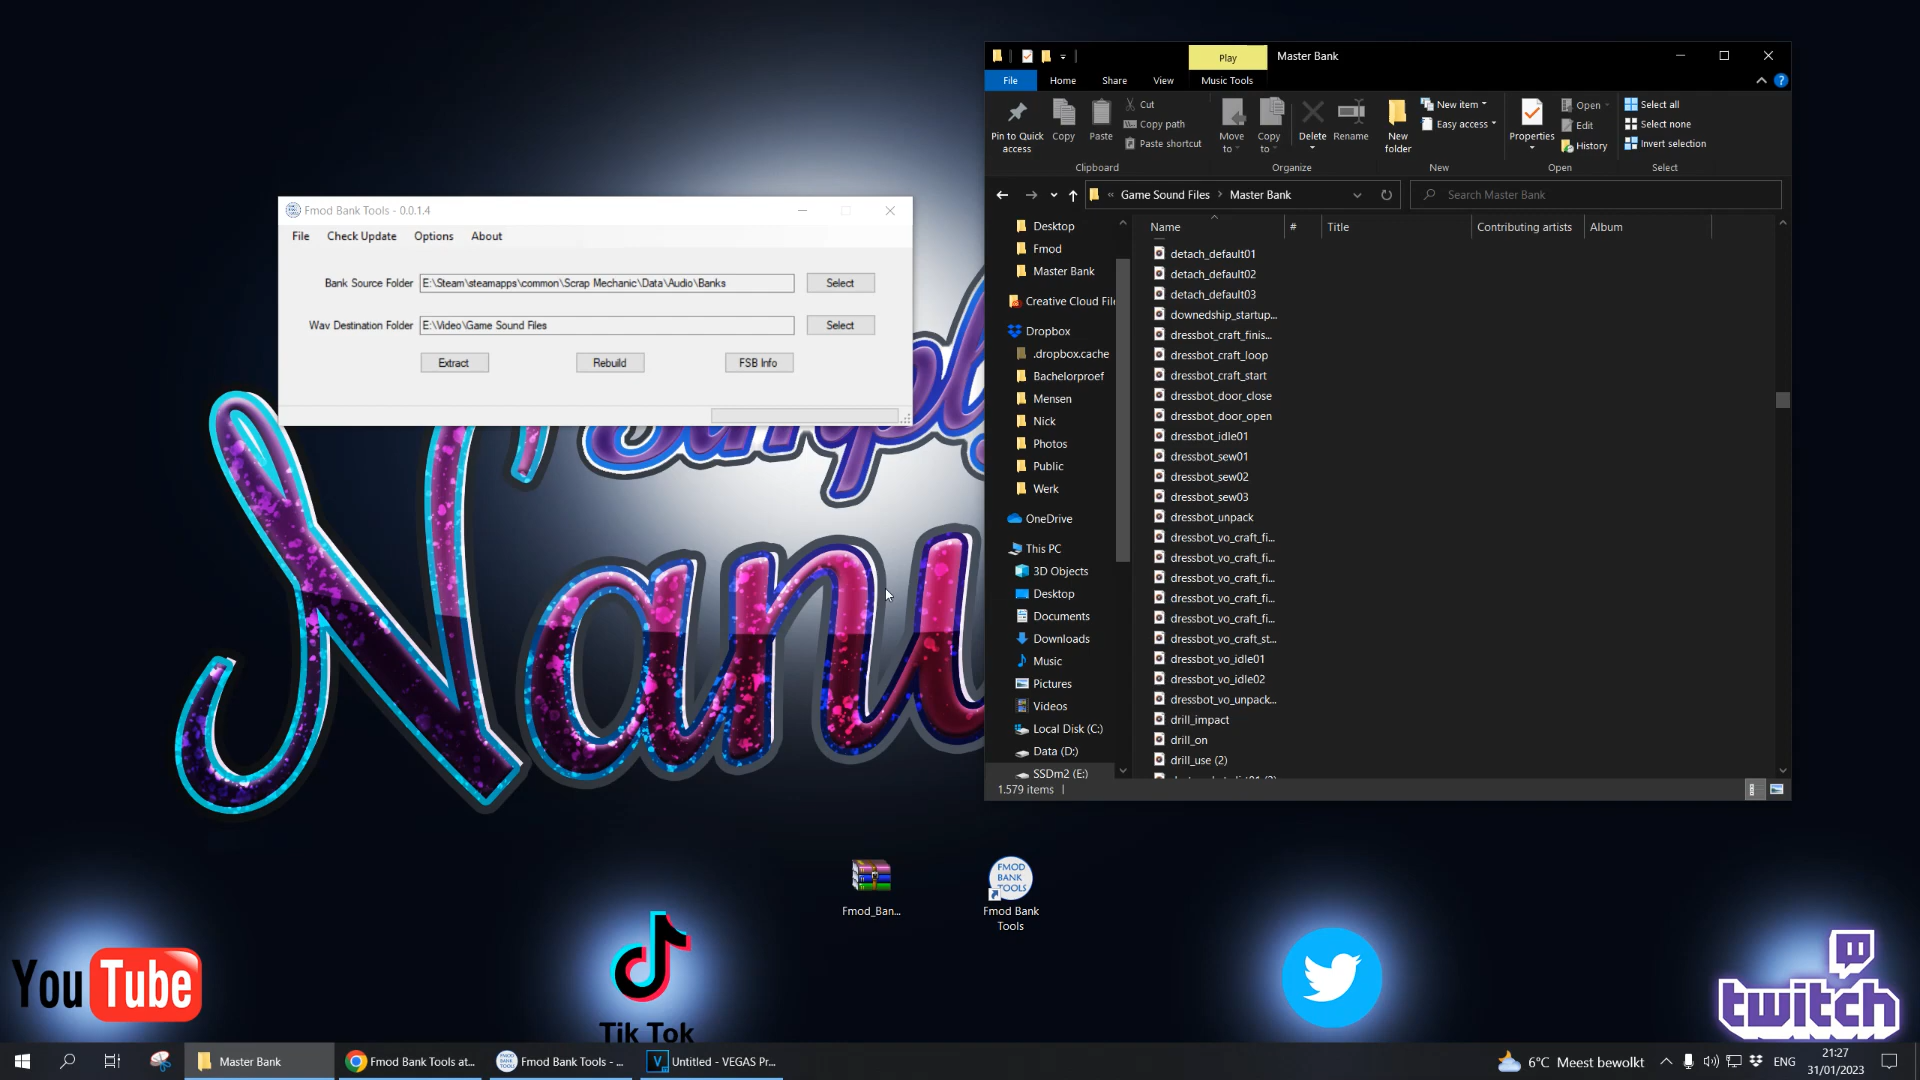 Play
Master Bank
File
Home
Share
View
Music Tools
Pin to Quick access
Copy
Paste
Cut
Copy path
Paste shortcut
Clipboard
Move to
Copy to
Delete
Rename
Organize
New folder
New item
Easy access
New
Properties
Open
Edit
History
Open
Select all
Select none
Invert selection
Select
« Game Sound Files > Master Bank
Search Master Bank
Name
#
Title
Contributing artists
Album
Desktop
Fmod
Master Bank
Creative Cloud File
Dropbox
.dropbox.cache
Bachelorproef
Mensen
Nick
Photos
Public
Werk
OneDrive
This PC
3D Objects
Desktop
Documents
Downloads
Music
Pictures
Videos
Local Disk (C:)
Data (D:)
SSDm2 (E:)
detach_default01
detach_default02
detach_default03
downedship_startup...
dressbot_craft_finis...
dressbot_craft_loop
dressbot_craft_start
dressbot_door_close
dressbot_door_open
dressbot_idle01
dressbot_sew01
dressbot_sew02
dressbot_sew03
dressbot_unpack
dressbot_vo_craft_fi...
dressbot_vo_craft_fi...
dressbot_vo_craft_fi...
dressbot_vo_craft_fi...
dressbot_vo_craft_fi...
dressbot_vo_craft_st...
dressbot_vo_idle01
dressbot_vo_idle02
dressbot_vo_unpack...
drill_impact
drill_on
drill_use (2)
1.579 items
Fmod Bank Tools - 0.0.1.4
File Check Update Options About
Bank Source Folder E:\Steam\steamapps\common\Scrap Mechanic\Data\Audio\Banks Select
Wav Destination Folder E:\Video\Game Sound Files Select
Extract Rebuild FSB Info
Fmod_Ban...
FMOD BANK TOOLS
Fmod Bank Tools
YouTube
Tik Tok
twitch
Master Bank
Fmod Bank Tools at...
Fmod Bank Tools - ...
Untitled - VEGAS Pr...
6°C Meest bewolkt
ENG
21:27
31/01/2023